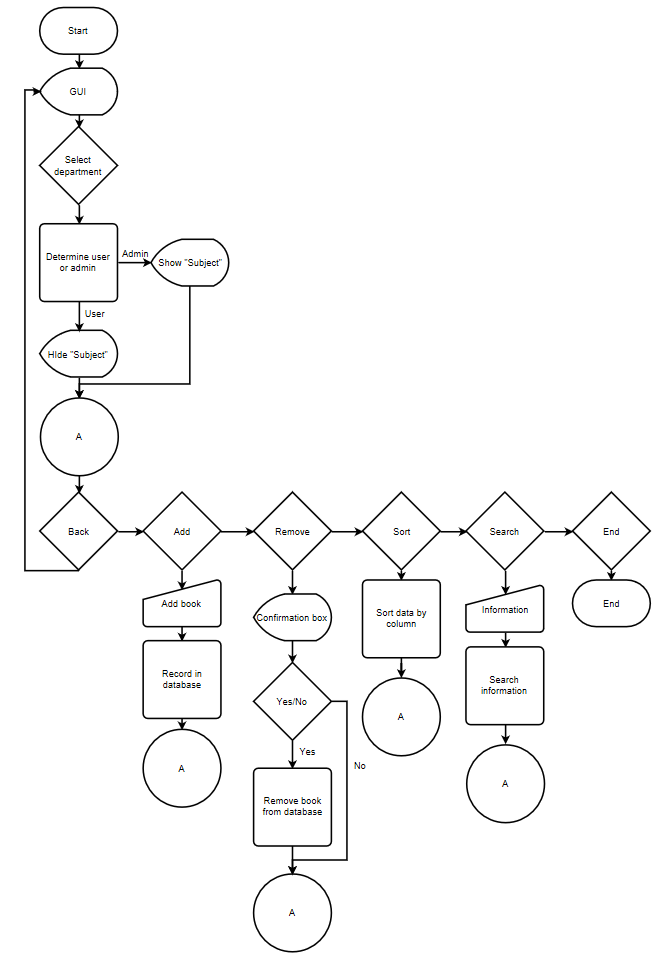 Start
GUI
Select
department
Determine user
or admin
Admin
Show "Subject"
User
HIde "Subject"
A
Back
Add
Remove
Sort
Search
End
Add book
Record in
database
A
Confirmation box
Yes/No
Yes
No
Remove book
from database
A
Sort data by
column
A
Information
Search
information
A
End